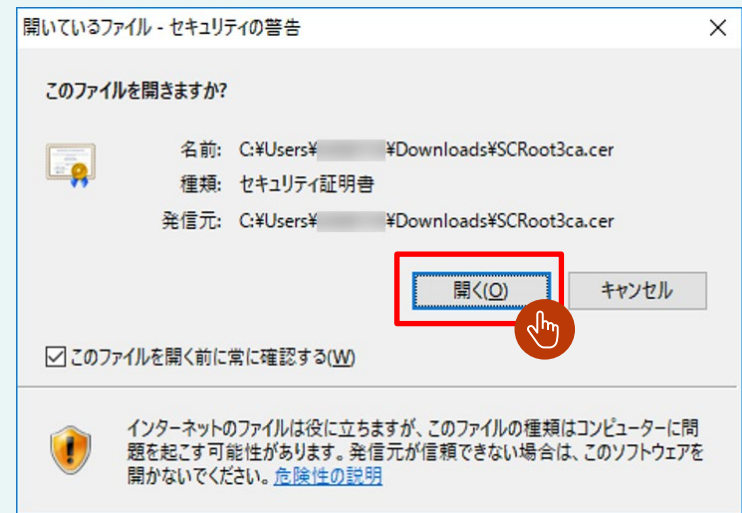 開いているファイル - セキュリティの警告
このファイルを開きますか?
名前: C:¥Users¥ ¥Downloads¥SCRoot3ca.cer
種類: セキュリティ証明書
発信元: C:¥Users¥ ¥Downloads¥SCRoot3ca.cer
開く(O) キャンセル
このファイルを開く前に常に確認する(W)
インターネットのファイルは役に立ちますが、このファイルの種類はコンピューターに問
題を起こす可能性があります。発信元が信頼できない場合は、このソフトウェアを
開かないでください。危険性の説明